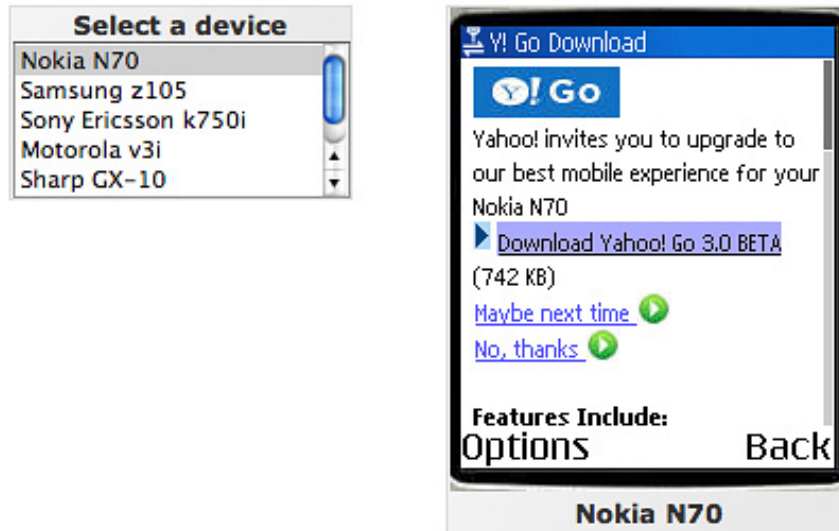 Select a device
Nokia N70
Samsung z105
Sony Ericsson k750i
Motorola v3i
Sharp GX-10
Y! Go Download
Y! Go
Yahoo! invites you to upgrade to
our best mobile experience for your
Nokia N70
Download Yahoo! Go 3.0 BETA
(742 KB)
Maybe next time
No, thanks
Features Include:
Options Back
Nokia N70